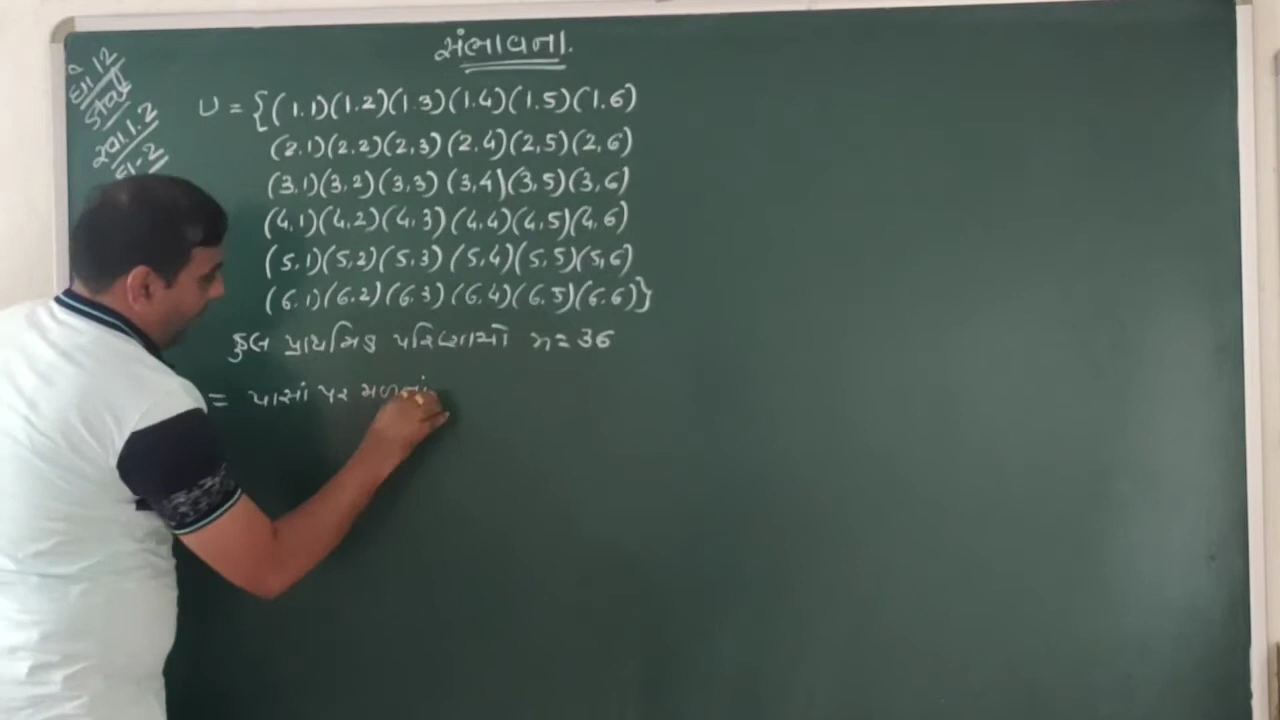 સંભાવના.
ધો 12
Stat
સ્વા 1.2
U = {(1.1)(1.2)(1.3)(1.4)(1.5)(1.6)
(2.1)(2.2)(2,3)(2.4)(2,5)(2,6)
(3.1)(3,2)(3,3)(3,4)(3,5)(3,6)
(4,1)(4,2)(4,3)(4,4)(4,5)(4,6)
(5,1)(5,2)(5,3)(5,4)(5,5)(5,6)
(6.1)(6.2)(6.3)(6,4)(6.5)(6.6)}
કુલ પ્રાથમિક પરિણામો n = 36
= પાસાં પર મળતાં